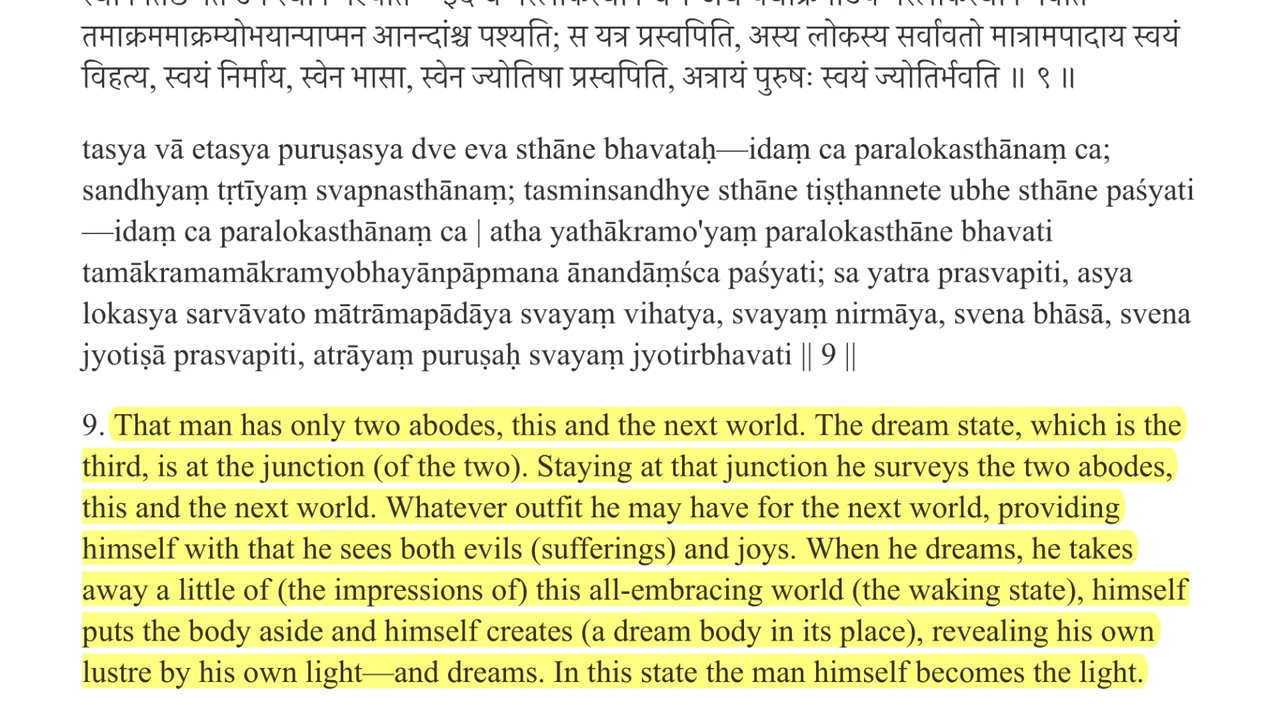 तमाक्रममाक्रम्योभयान्पाप्मन आनन्दांश्च पश्यति; स यत्र प्रस्वपिति, अस्य लोकस्य सर्वावतो मात्रामपादाय स्वयं
विहत्य, स्वयं निर्माय, स्वेन भासा, स्वेन ज्योतिषा प्रस्वपिति, अत्रायं पुरुषः स्वयं ज्योतिर्भवति ॥ ९ ॥
tasya vā etasya puruṣasya dve eva sthāne bhavataḥ—idaṃ ca paralokasthānaṃ ca;
sandhyaṃ tṛtīyaṃ svapnasthānaṃ; tasminsandhye sthāne tiṣṭhannete ubhe sthāne paśyati
—idaṃ ca paralokasthānaṃ ca | atha yathākramo'yaṃ paralokasthāne bhavati
tamākramamākramyobhayānpāpmana ānandāṃśca paśyati; sa yatra prasvapiti, asya
lokasya sarvāvato mātrāmapādāya svayaṃ vihatya, svayaṃ nirmāya, svena bhāsā, svena
jyotiṣā prasvapiti, atrāyaṃ puruṣaḥ svayaṃ jyotirbhavati || 9 ||
9. That man has only two abodes, this and the next world. The dream state, which is the
third, is at the junction (of the two). Staying at that junction he surveys the two abodes,
this and the next world. Whatever outfit he may have for the next world, providing
himself with that he sees both evils (sufferings) and joys. When he dreams, he takes
away a little of (the impressions of) this all-embracing world (the waking state), himself
puts the body aside and himself creates (a dream body in its place), revealing his own
lustre by his own light—and dreams. In this state the man himself becomes the light.